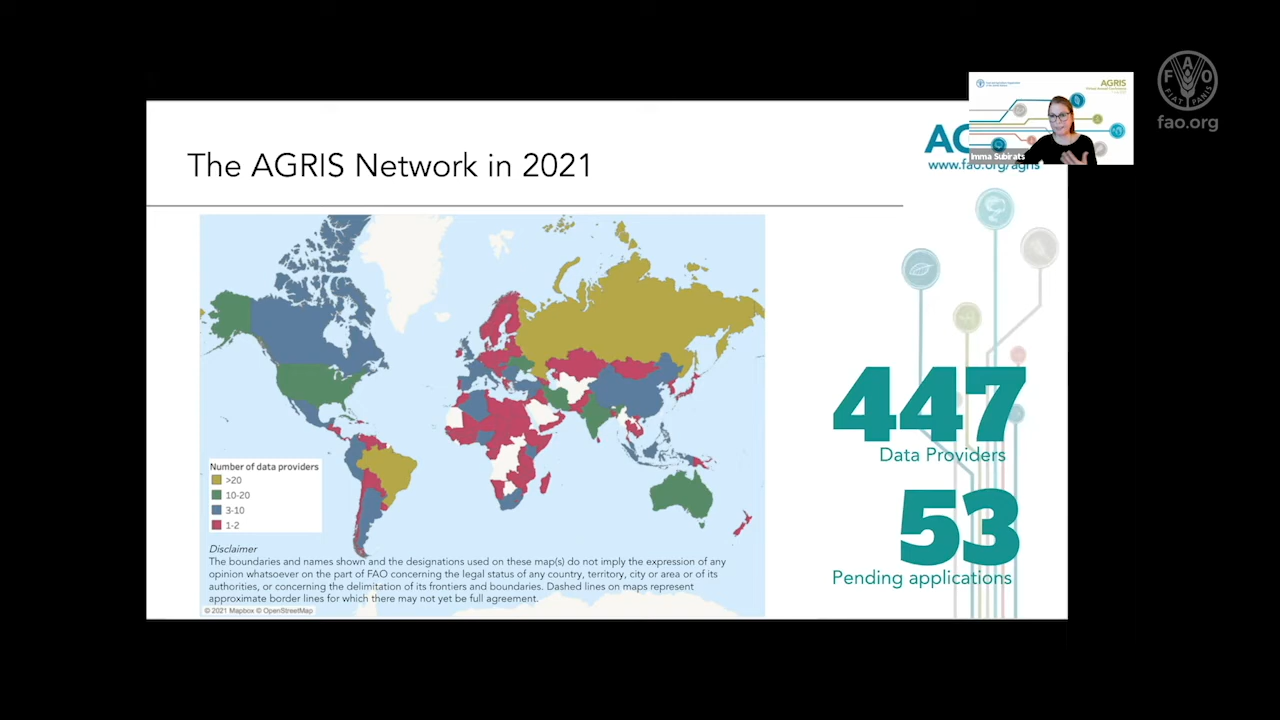 FAO
FIAT PANIS
fao.org
AGRIS
Imma Subirats
The AGRIS Network in 2021
www.fao.org/agris
447
Data Providers
53
Pending applications
Number of data providers
>20
10-20
3-10
1-2
Disclaimer
The boundaries and names shown and the designations used on these map(s) do not imply the expression of any
opinion whatsoever on the part of FAO concerning the legal status of any country, territory, city or area or of its
authorities, or concerning the delimitation of its frontiers and boundaries. Dashed lines on maps represent
approximate border lines for which there may not yet be full agreement.
© 2021 Mapbox © OpenStreetMap